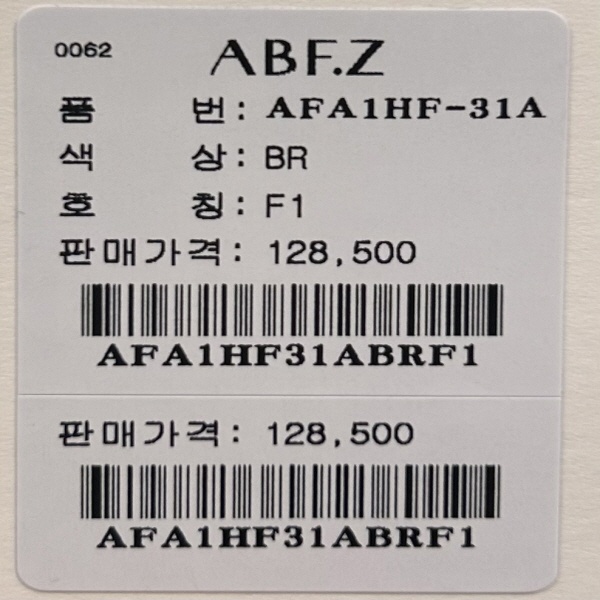 0062 ABF.Z
품 번: AFA1HF-31A
색 상: BR
호 칭: F1
판매가격: 128,500
AFA1HF31ABRF1
판매가격: 128,500
AFA1HF31ABRF1